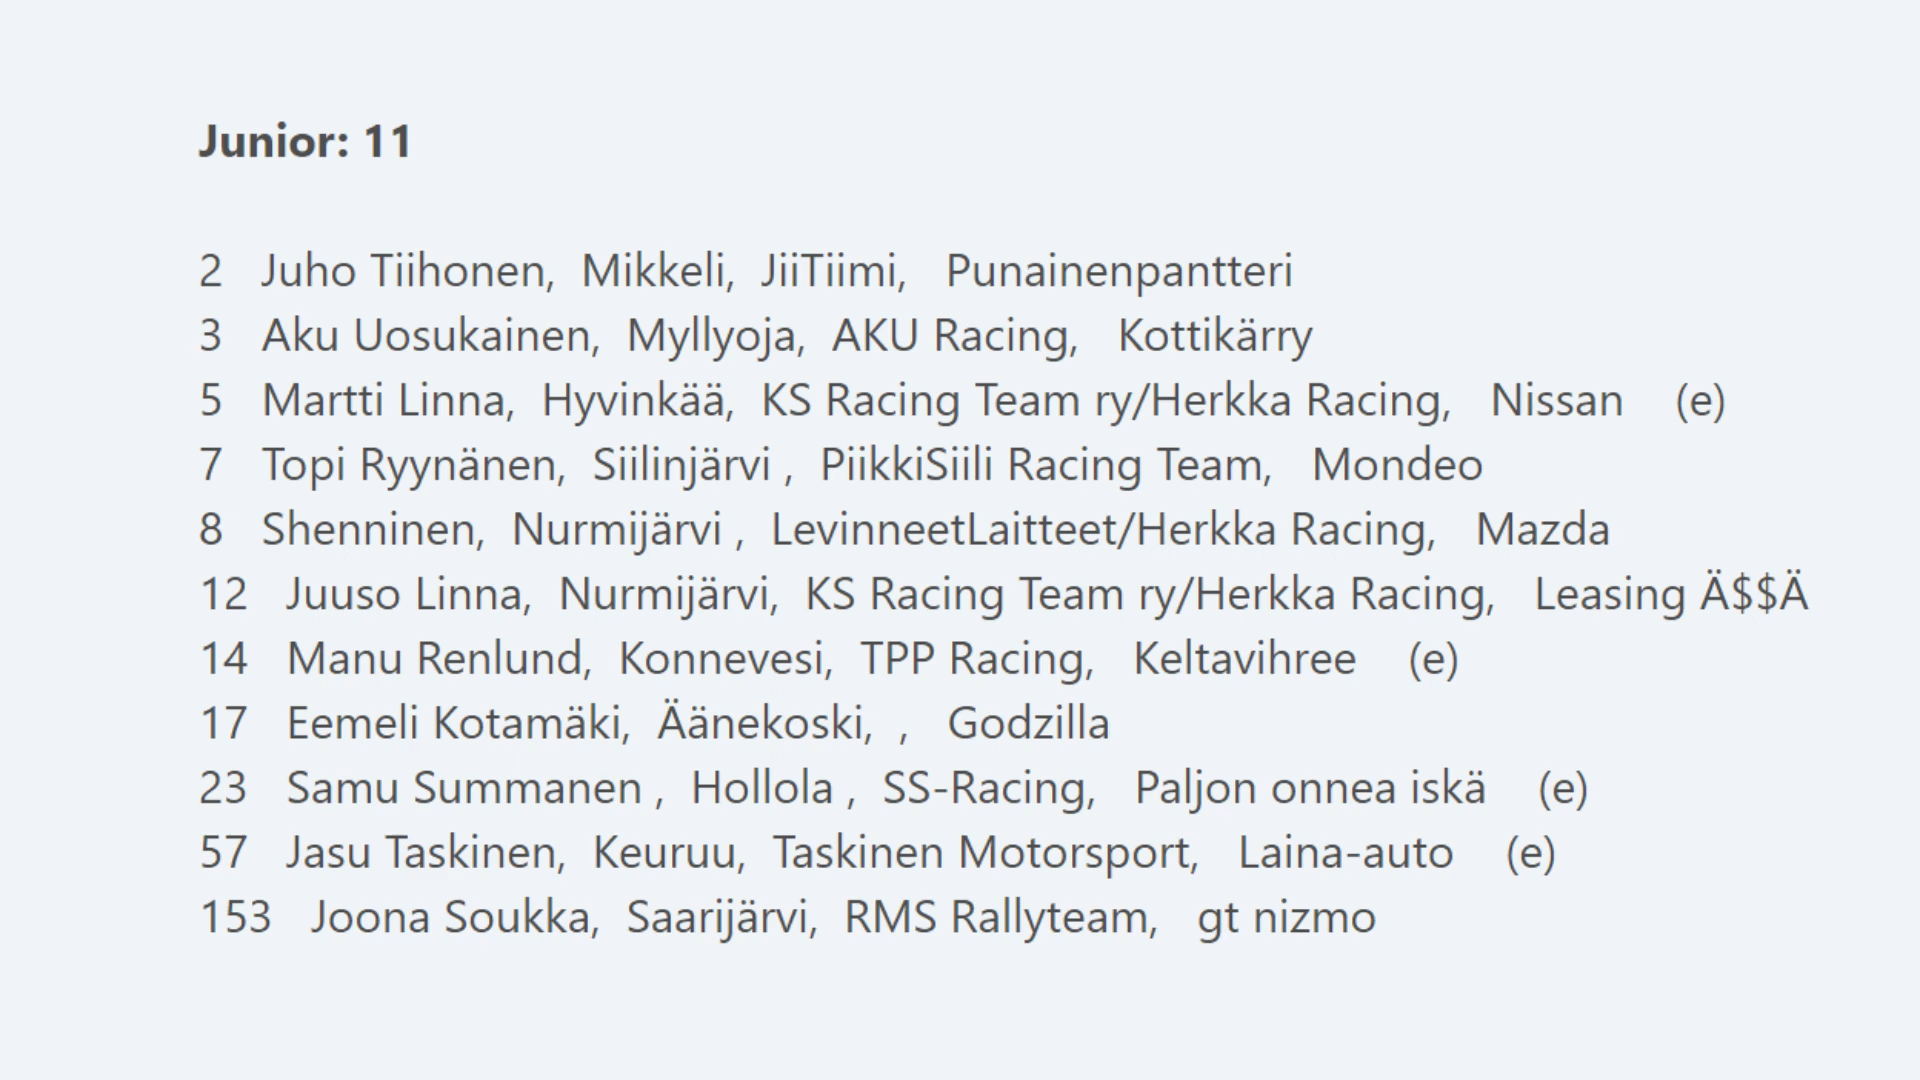 Junior: 11
2 Juho Tiihonen, Mikkeli, JiiTiimi, Punainenpantteri
3 Aku Uosukainen, Myllyoja, AKU Racing, Kottikärry
5 Martti Linna, Hyvinkää, KS Racing Team ry/Herkka Racing, Nissan (e)
7 Topi Ryynänen, Siilinjärvi , PiikkiSiili Racing Team, Mondeo
8 Shenninen, Nurmijärvi , LevinneetLaitteet/Herkka Racing, Mazda
12 Juuso Linna, Nurmijärvi, KS Racing Team ry/Herkka Racing, Leasing Ä$$Ä
14 Manu Renlund, Konnevesi, TPP Racing, Keltavihree (e)
17 Eemeli Kotamäki, Äänekoski, , Godzilla
23 Samu Summanen , Hollola , SS-Racing, Paljon onnea iskä (e)
57 Jasu Taskinen, Keuruu, Taskinen Motorsport, Laina-auto (e)
153 Joona Soukka, Saarijärvi, RMS Rallyteam, gt nizmo